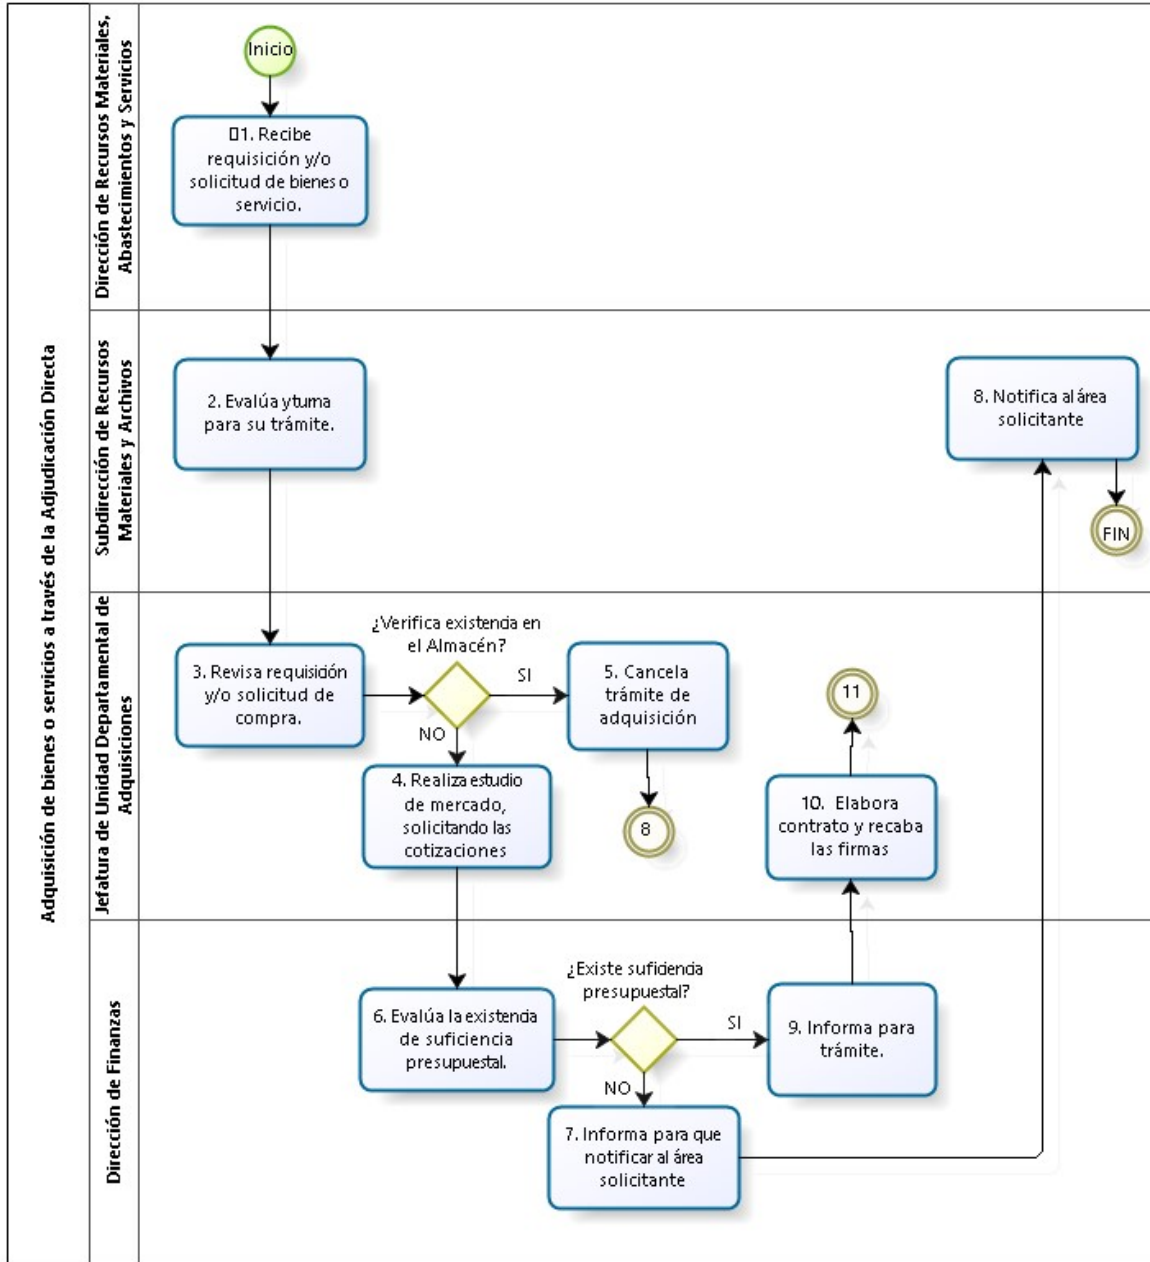 Adquisición de bienes o servicios a través de la Adjudicación Directa
Dirección de Recursos Materiales,
Abastecimientos y Servicios
Inicio
1. Recibe
requisición y/o
solicitud de bienes o
servicio.
Subdirección de Recursos
Materiales y Archivos
2. Evalúa y turna
para su trámite.
8. Notifica al área
solicitante
FIN
Jefatura de Unidad Departamental de
Adquisiciones
3. Revisa requisición
y/o solicitud de
compra.
¿Verifica existencia en
el Almacén?
SI
NO
5. Cancela
trámite de
adquisición
8
4. Realiza estudio
de mercado,
solicitando las
cotizaciones
11
10. Elabora
contrato y recaba
las firmas
Dirección de Finanzas
6. Evalúa la existencia
de suficiencia
presupuestal.
¿Existe suficiencia
presupuestal?
SI
NO
9. Informa para
trámite.
7. Informa para que
notificar al área
solicitante